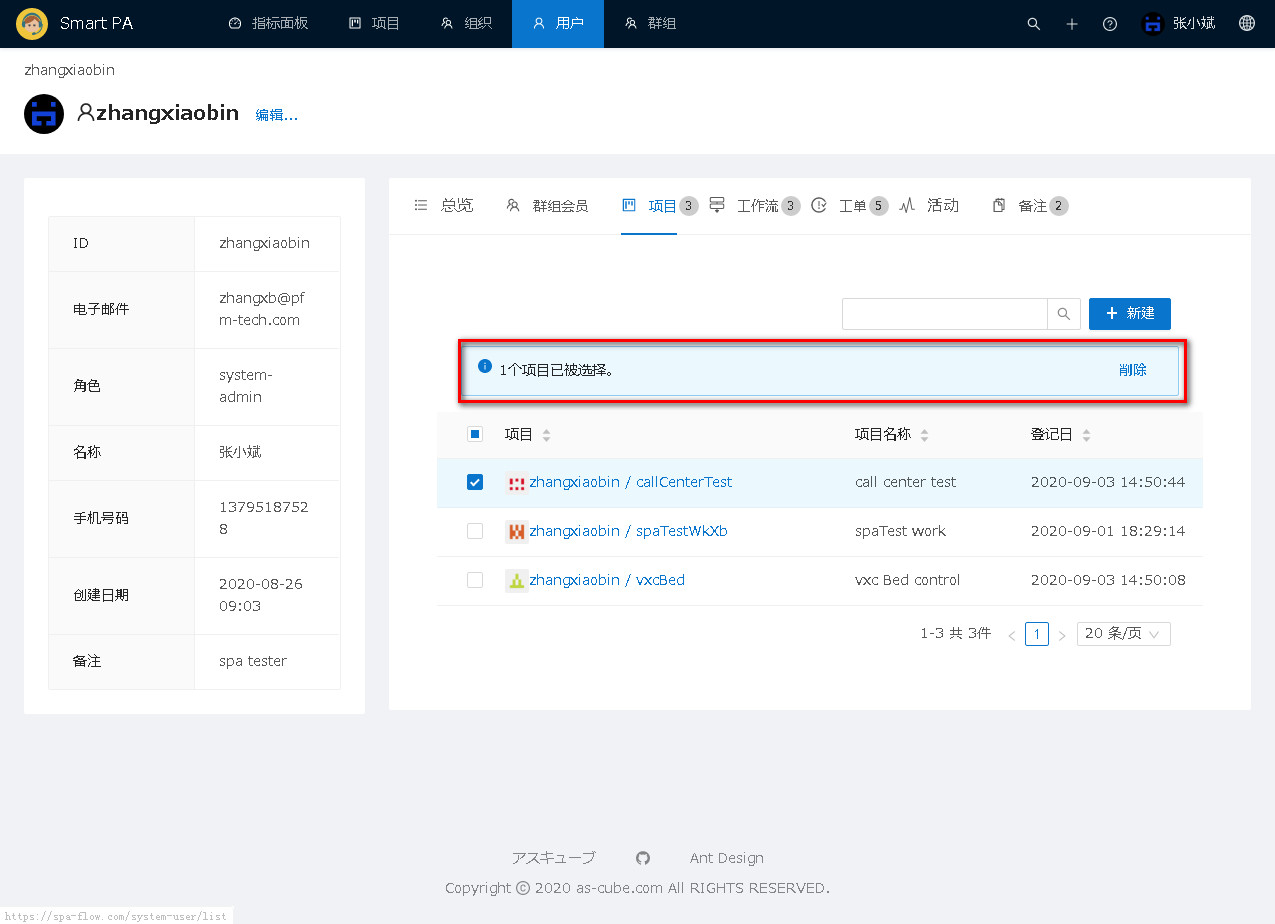 Smart PA 指标面板 项目 组织 用户 群组 张小斌
zhangxiaobin
zhangxiaobin 编辑...
ID zhangxiaobin
电子邮件 zhangxb@pf
m-tech.com
角色 system-
admin
名称 张小斌
手机号码 1379518752
8
创建日期 2020-08-26
09:03
备注 spa tester
总览 群组会员 项目 3 工作流 3 工单 5 活动 备注 2
新建
1个项目已被选择。 削除
项目 项目名称 登记日
zhangxiaobin / callCenterTest call center test 2020-09-03 14:50:44
zhangxiaobin / spaTestWkXb spaTest work 2020-09-01 18:29:14
zhangxiaobin / vxcBed vxc Bed control 2020-09-03 14:50:08
1-3 共 3件 < 1 > 20 条/页
アスキューブ Ant Design
Copyright © 2020 as-cube.com All RIGHTS RESERVED.
https://spa-flow.com/system-user/list